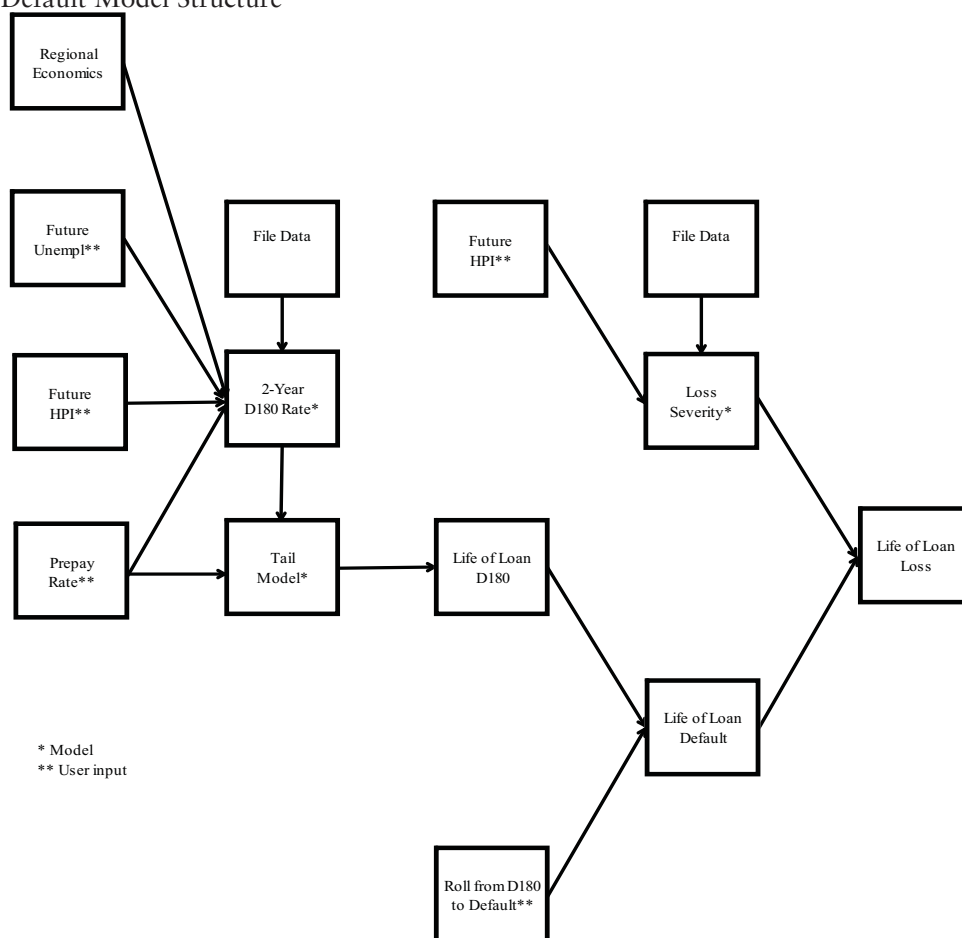 Default Model Structure
Regional
Economics
Future
Unempl**
File Data
Future
HPI**
File Data
Future
HPI**
2-Year
D180 Rate*
Loss
Severity*
Prepay
Rate**
Tail
Model*
Life of Loan
D180
Life of Loan
Loss
Life of Loan
Default
* Model
** User input
Roll from D180
to Default**